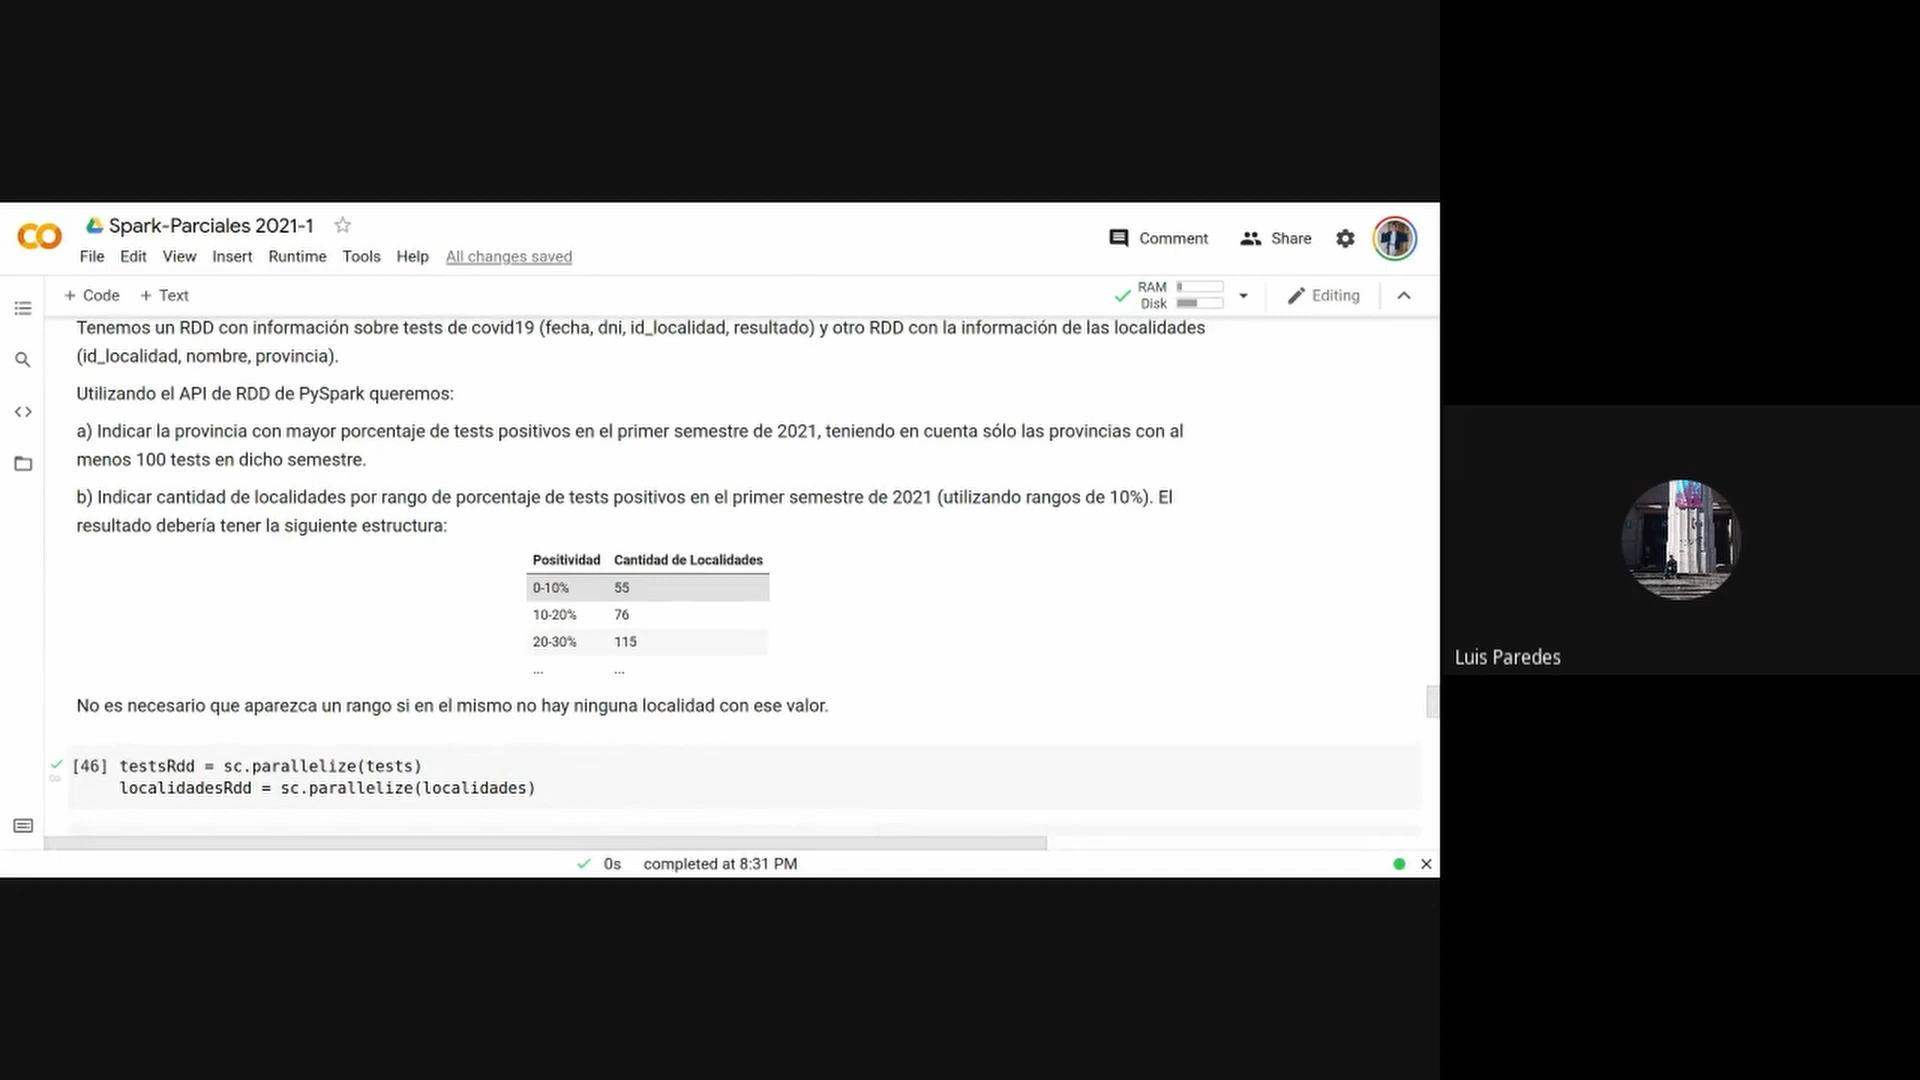 Spark-Parciales 2021-1
File Edit View Insert Runtime Tools Help All changes saved
Comment Share
+ Code + Text
RAM
Disk
Editing
Tenemos un RDD con información sobre tests de covid19 (fecha, dni, id_localidad, resultado) y otro RDD con la información de las localidades
(id_localidad, nombre, provincia).
Utilizando el API de RDD de PySpark queremos:
a) Indicar la provincia con mayor porcentaje de tests positivos en el primer semestre de 2021, teniendo en cuenta sólo las provincias con al
menos 100 tests en dicho semestre.
b) Indicar cantidad de localidades por rango de porcentaje de tests positivos en el primer semestre de 2021 (utilizando rangos de 10%). El
resultado debería tener la siguiente estructura:
Positividad Cantidad de Localidades
0-10% 55
10-20% 76
20-30% 115
... ...
No es necesario que aparezca un rango si en el mismo no hay ninguna localidad con ese valor.
[46] testsRdd = sc.parallelize(tests)
0s
localidadesRdd = sc.parallelize(localidades)
0s completed at 8:31 PM
Luis Paredes